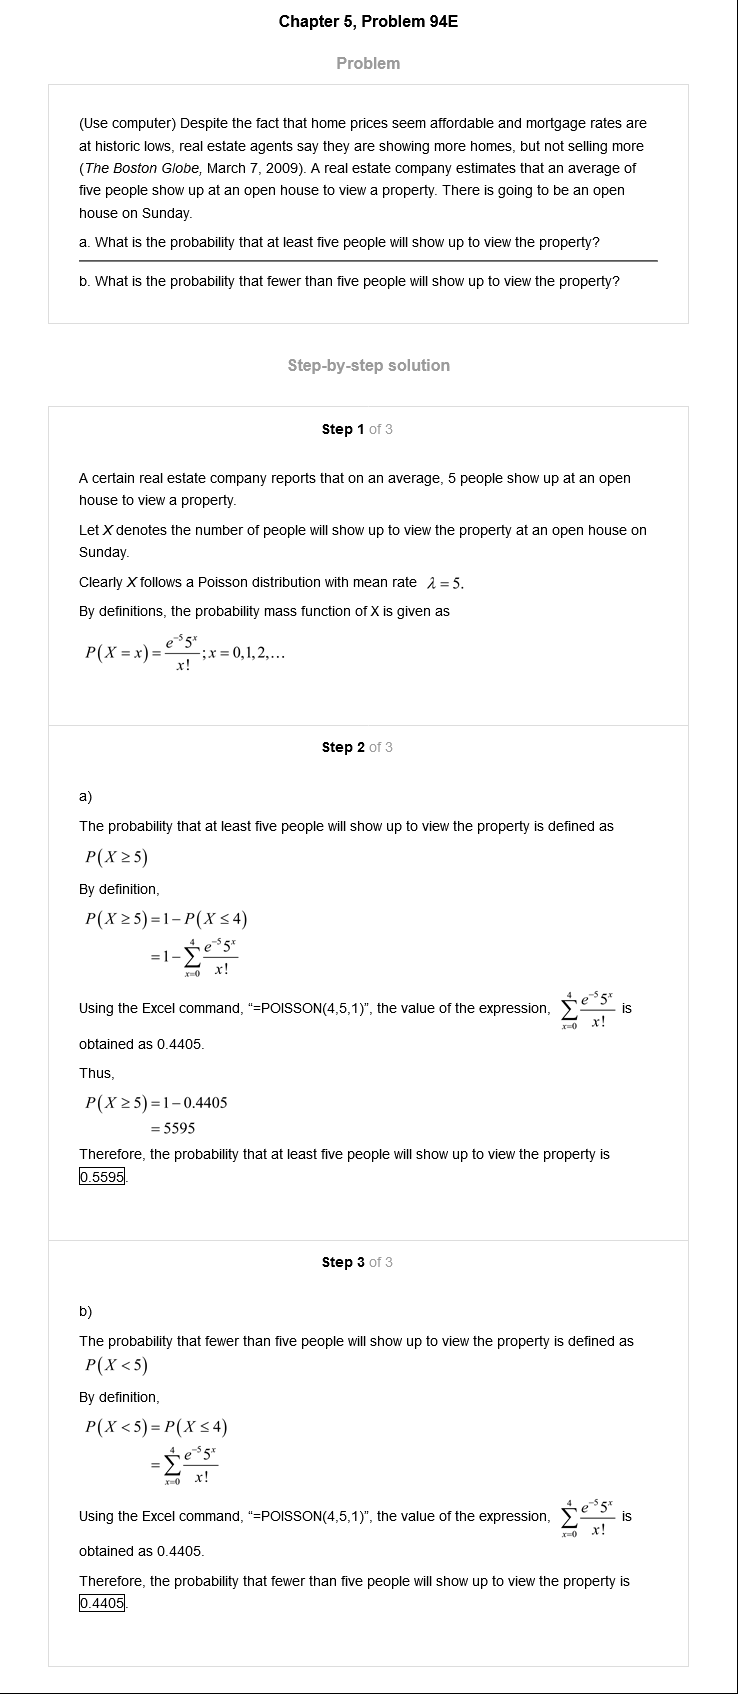 Chapter 5, Problem 94E
Problem
(Use computer) Despite the fact that home prices seem affordable and mortgage rates are
at historic lows, real estate agents say they are showing more homes, but not selling more
(The Boston Globe, March 7, 2009). A real estate company estimates that an average of
five people show up at an open house to view a property. There is going to be an open
house on Sunday.
a. What is the probability that at least five people will show up to view the property?
b. What is the probability that fewer than five people will show up to view the property?
Step-by-step solution
Step 1 of 3
A certain real estate company reports that on an average, 5 people show up at an open
house to view a property.
Let X denotes the number of people will show up to view the property at an open house on
Sunday.
Clearly X follows a Poisson distribution with mean rate λ = 5.
By definitions, the probability mass function of X is given as
P(X = x) = \frac{e^{-5} 5^x}{x!}; x = 0,1,2,...
Step 2 of 3
a)
The probability that at least five people will show up to view the property is defined as
P(X ≥ 5)
By definition,
P(X ≥ 5) = 1 − P(X ≤ 4)
= 1 − \sum_{x=0}^{4} \frac{e^{-5} 5^x}{x!}
Using the Excel command, “=POISSON(4,5,1)”, the value of the expression, \sum_{x=0}^{4} \frac{e^{-5} 5^x}{x!} is
obtained as 0.4405.
Thus,
P(X ≥ 5) = 1 − 0.4405
= 5595
Therefore, the probability that at least five people will show up to view the property is
0.5595.
Step 3 of 3
b)
The probability that fewer than five people will show up to view the property is defined as
P(X < 5)
By definition,
P(X < 5) = P(X ≤ 4)
= \sum_{x=0}^{4} \frac{e^{-5} 5^x}{x!}
Using the Excel command, “=POISSON(4,5,1)”, the value of the expression, \sum_{x=0}^{4} \frac{e^{-5} 5^x}{x!} is
obtained as 0.4405.
Therefore, the probability that fewer than five people will show up to view the property is
0.4405.